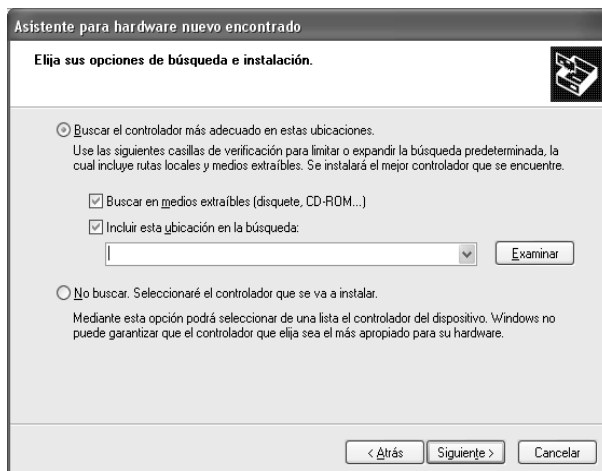 Asistente para hardware nuevo encontrado
Elija sus opciones de búsqueda e instalación.
Buscar el controlador más adecuado en estas ubicaciones.
Use las siguientes casillas de verificación para limitar o expandir la búsqueda predeterminada, la
cual incluye rutas locales y medios extraíbles. Se instalará el mejor controlador que se encuentre.
Buscar en medios extraíbles (disquete, CD-ROM...)
Incluir esta ubicación en la búsqueda:
Examinar
No buscar. Seleccionaré el controlador que se va a instalar.
Mediante esta opción podrá seleccionar de una lista el controlador del dispositivo. Windows no
puede garantizar que el controlador que elija sea el más apropiado para su hardware.
< Atrás Siguiente > Cancelar